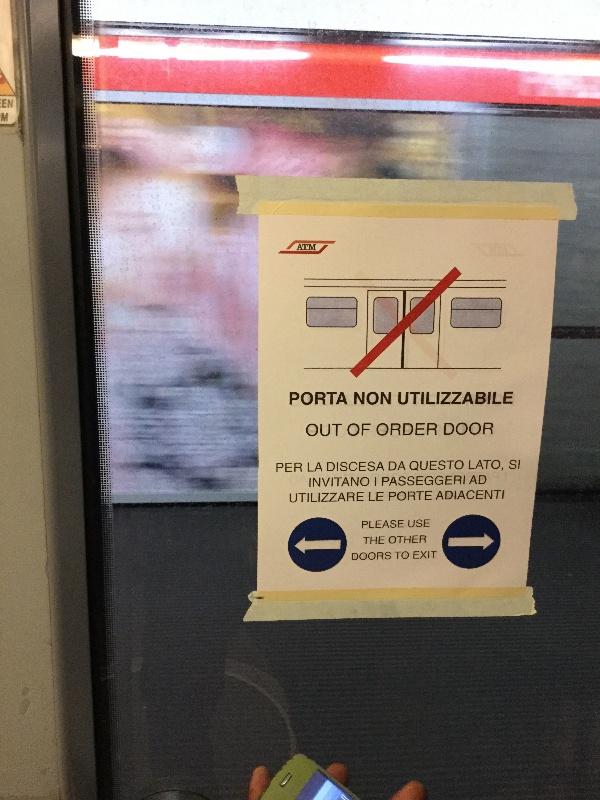 EEN
M
ATM
PORTA NON UTILIZZABILE
OUT OF ORDER DOOR
PER LA DISCESA DA QUESTO LATO, SI
INVITANO I PASSEGGERI AD
UTILIZZARE LE PORTE ADIACENTI
PLEASE USE
THE OTHER
DOORS TO EXIT